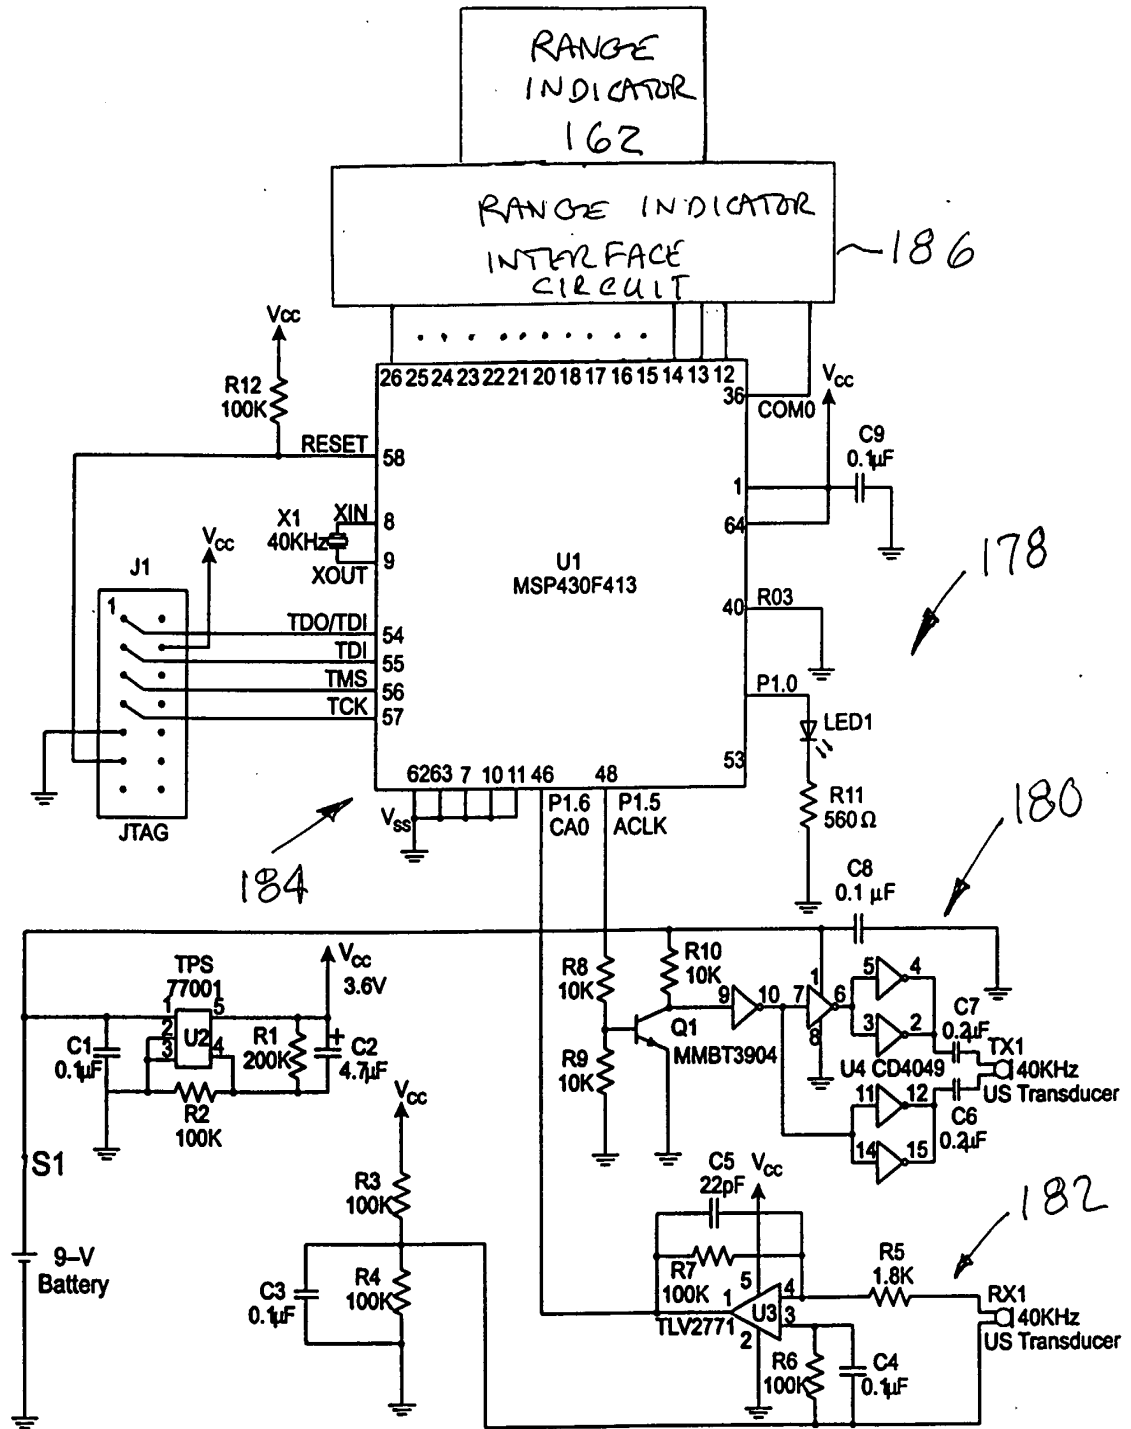 RANGE
INDICATOR
162
RANGE INDICATOR
INTERFACE
CIRCUIT
186
Vcc
R12
100K
26 25 24 23 22 21 20 18 17 16 15 14 13 12
36
COM0
Vcc
C9
0.1µF
RESET
58
1
64
X1
40KHz
XIN
8
9
XOUT
Vcc
U1
MSP430F413
178
J1
1
40
R03
TDO/TDI
54
TDI
55
TMS
56
TCK
57
P1.0
LED1
53
R11
560 Ω
JTAG
62 63 7 10 11 46 48
Vss
P1.6
CA0
P1.5
ACLK
184
180
C8
0.1 µF
TPS
77001
Vcc
3.6V
1
2
3
U2
5
4
R1
200K
C1
0.1µF
C2
4.7µF
+
R2
100K
R8
10K
R10
10K
R9
10K
Q1
MMBT3904
9
10
7
1
6
8
5
4
3
2
U4 CD4049
C7
0.2µF
TX1
40KHz
US Transducer
11
12
C6
0.2µF
14
15
S1
9–V
Battery
Vcc
R3
100K
C3
0.1µF
R4
100K
C5
22pF
Vcc
R7
100K
1
5
4
3
2
U3
TLV2771
R5
1.8K
182
RX1
40KHz
US Transducer
R6
100K
C4
0.1µF